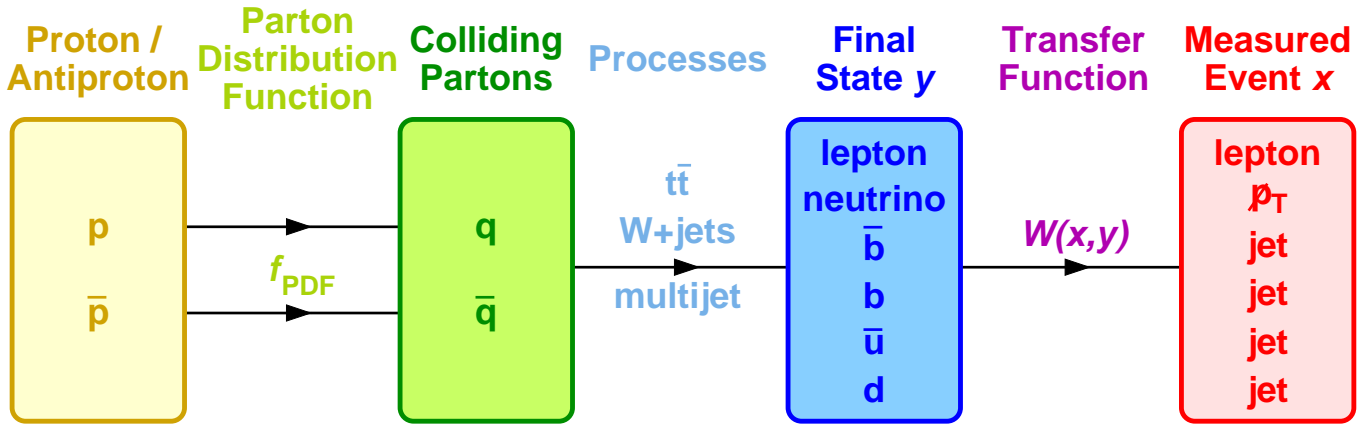 Proton /
Antiproton
Parton
Distribution
Function
Colliding
Partons
Processes
Final
State y
Transfer
Function
Measured
Event x
p
p̄
f_PDF
q
q̄
tt̄
W+jets
multijet
lepton
neutrino
b̄
b
ū
d
W(x,y)
lepton
p̸_T
jet
jet
jet
jet